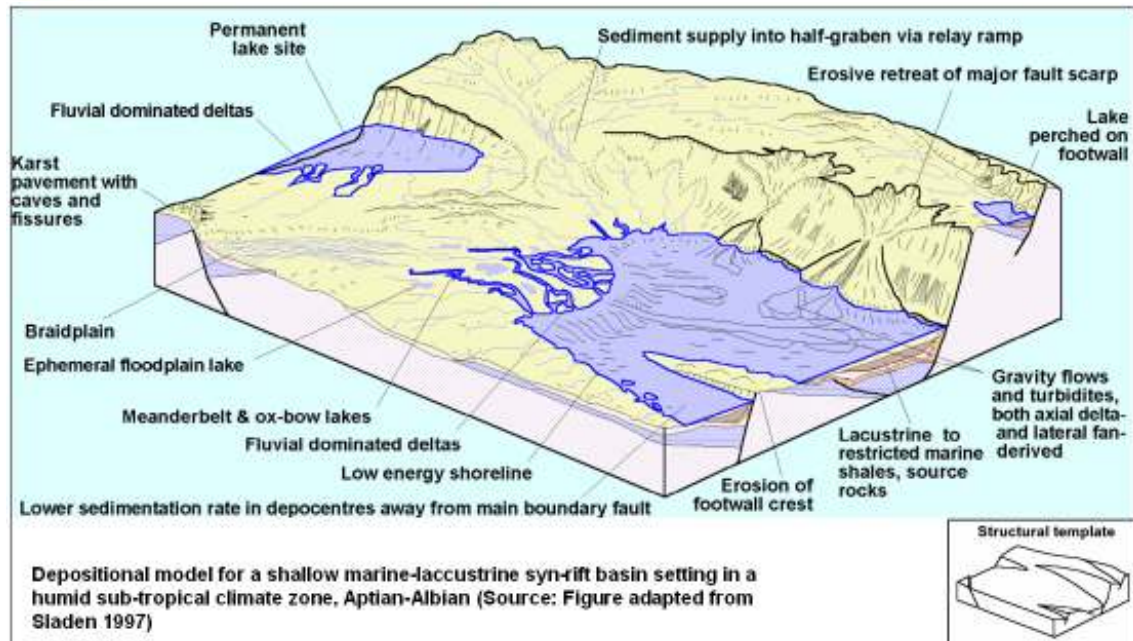 Permanent
lake site
Sediment supply into half-graben via relay ramp
Erosive retreat of major fault scarp
Fluvial dominated deltas
Lake
perched on
footwall
Karst
pavement with
caves and
fissures
Braidplain
Ephemeral floodplain lake
Meanderbelt & ox-bow lakes
Fluvial dominated deltas
Low energy shoreline
Lower sedimentation rate in depocentres away from main boundary fault
Erosion of
footwall crest
Lacustrine to
restricted marine
shales, source
rocks
Gravity flows
and turbidites,
both axial delta-
and lateral fan-
derived
Structural template
Depositional model for a shallow marine-laccustrine syn-rift basin setting in a
humid sub-tropical climate zone, Aptian-Albian (Source: Figure adapted from
Sladen 1997)